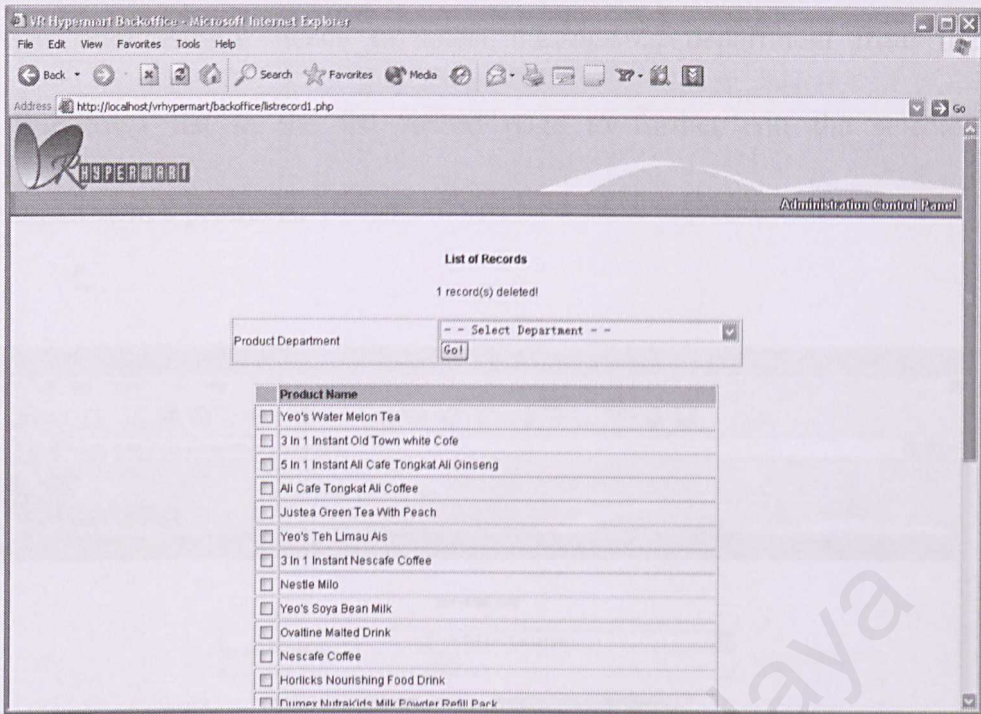 VR Hypermart Backoffice - Microsoft Internet Explorer
File Edit View Favorites Tools Help
Back Search Favorites Media
Address http://localhost/vrhypermart/backoffice/listrecord1.php Go
VR HYPERMART
Administration Control Panel
List of Records
1 record(s) deleted!
Product Department - - Select Department - -
Go!
Product Name
Yeo's Water Melon Tea
3 In 1 Instant Old Town white Cofe
5 In 1 Instant Ali Cafe Tongkat Ali Ginseng
Ali Cafe Tongkat Ali Coffee
Justea Green Tea With Peach
Yeo's Teh Limau Ais
3 In 1 Instant Nescafe Coffee
Nestle Milo
Yeo's Soya Bean Milk
Ovaltine Malted Drink
Nescafe Coffee
Horlicks Nourishing Food Drink
Dumex Nutrakids Milk Powder Refill Pack
aya